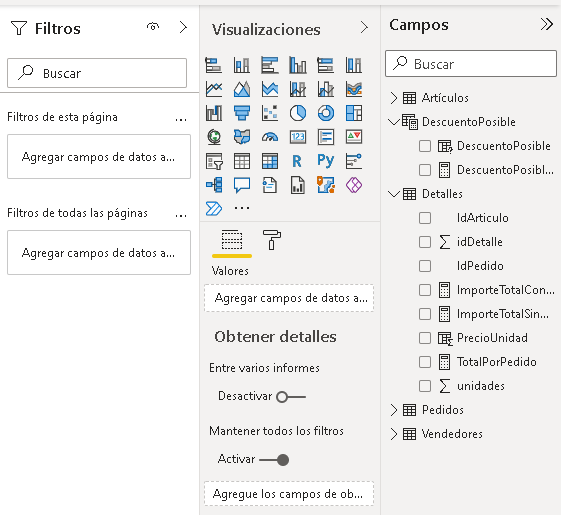 Filtros
Buscar
Filtros de esta página ...
Agregar campos de datos a...
Filtros de todas las páginas ...
Agregar campos de datos a...
Visualizaciones
123
R
Py
...
Valores
Agregar campos de datos a...
Obtener detalles
Entre varios informes
Desactivar
Mantener todos los filtros
Activar
Agregue los campos de ob...
Campos
Buscar
Artículos
DescuentoPosible
DescuentoPosible
DescuentoPosibl...
Detalles
IdArticulo
idDetalle
IdPedido
ImporteTotalCon...
ImporteTotalSin...
PrecioUnidad
TotalPorPedido
unidades
Pedidos
Vendedores